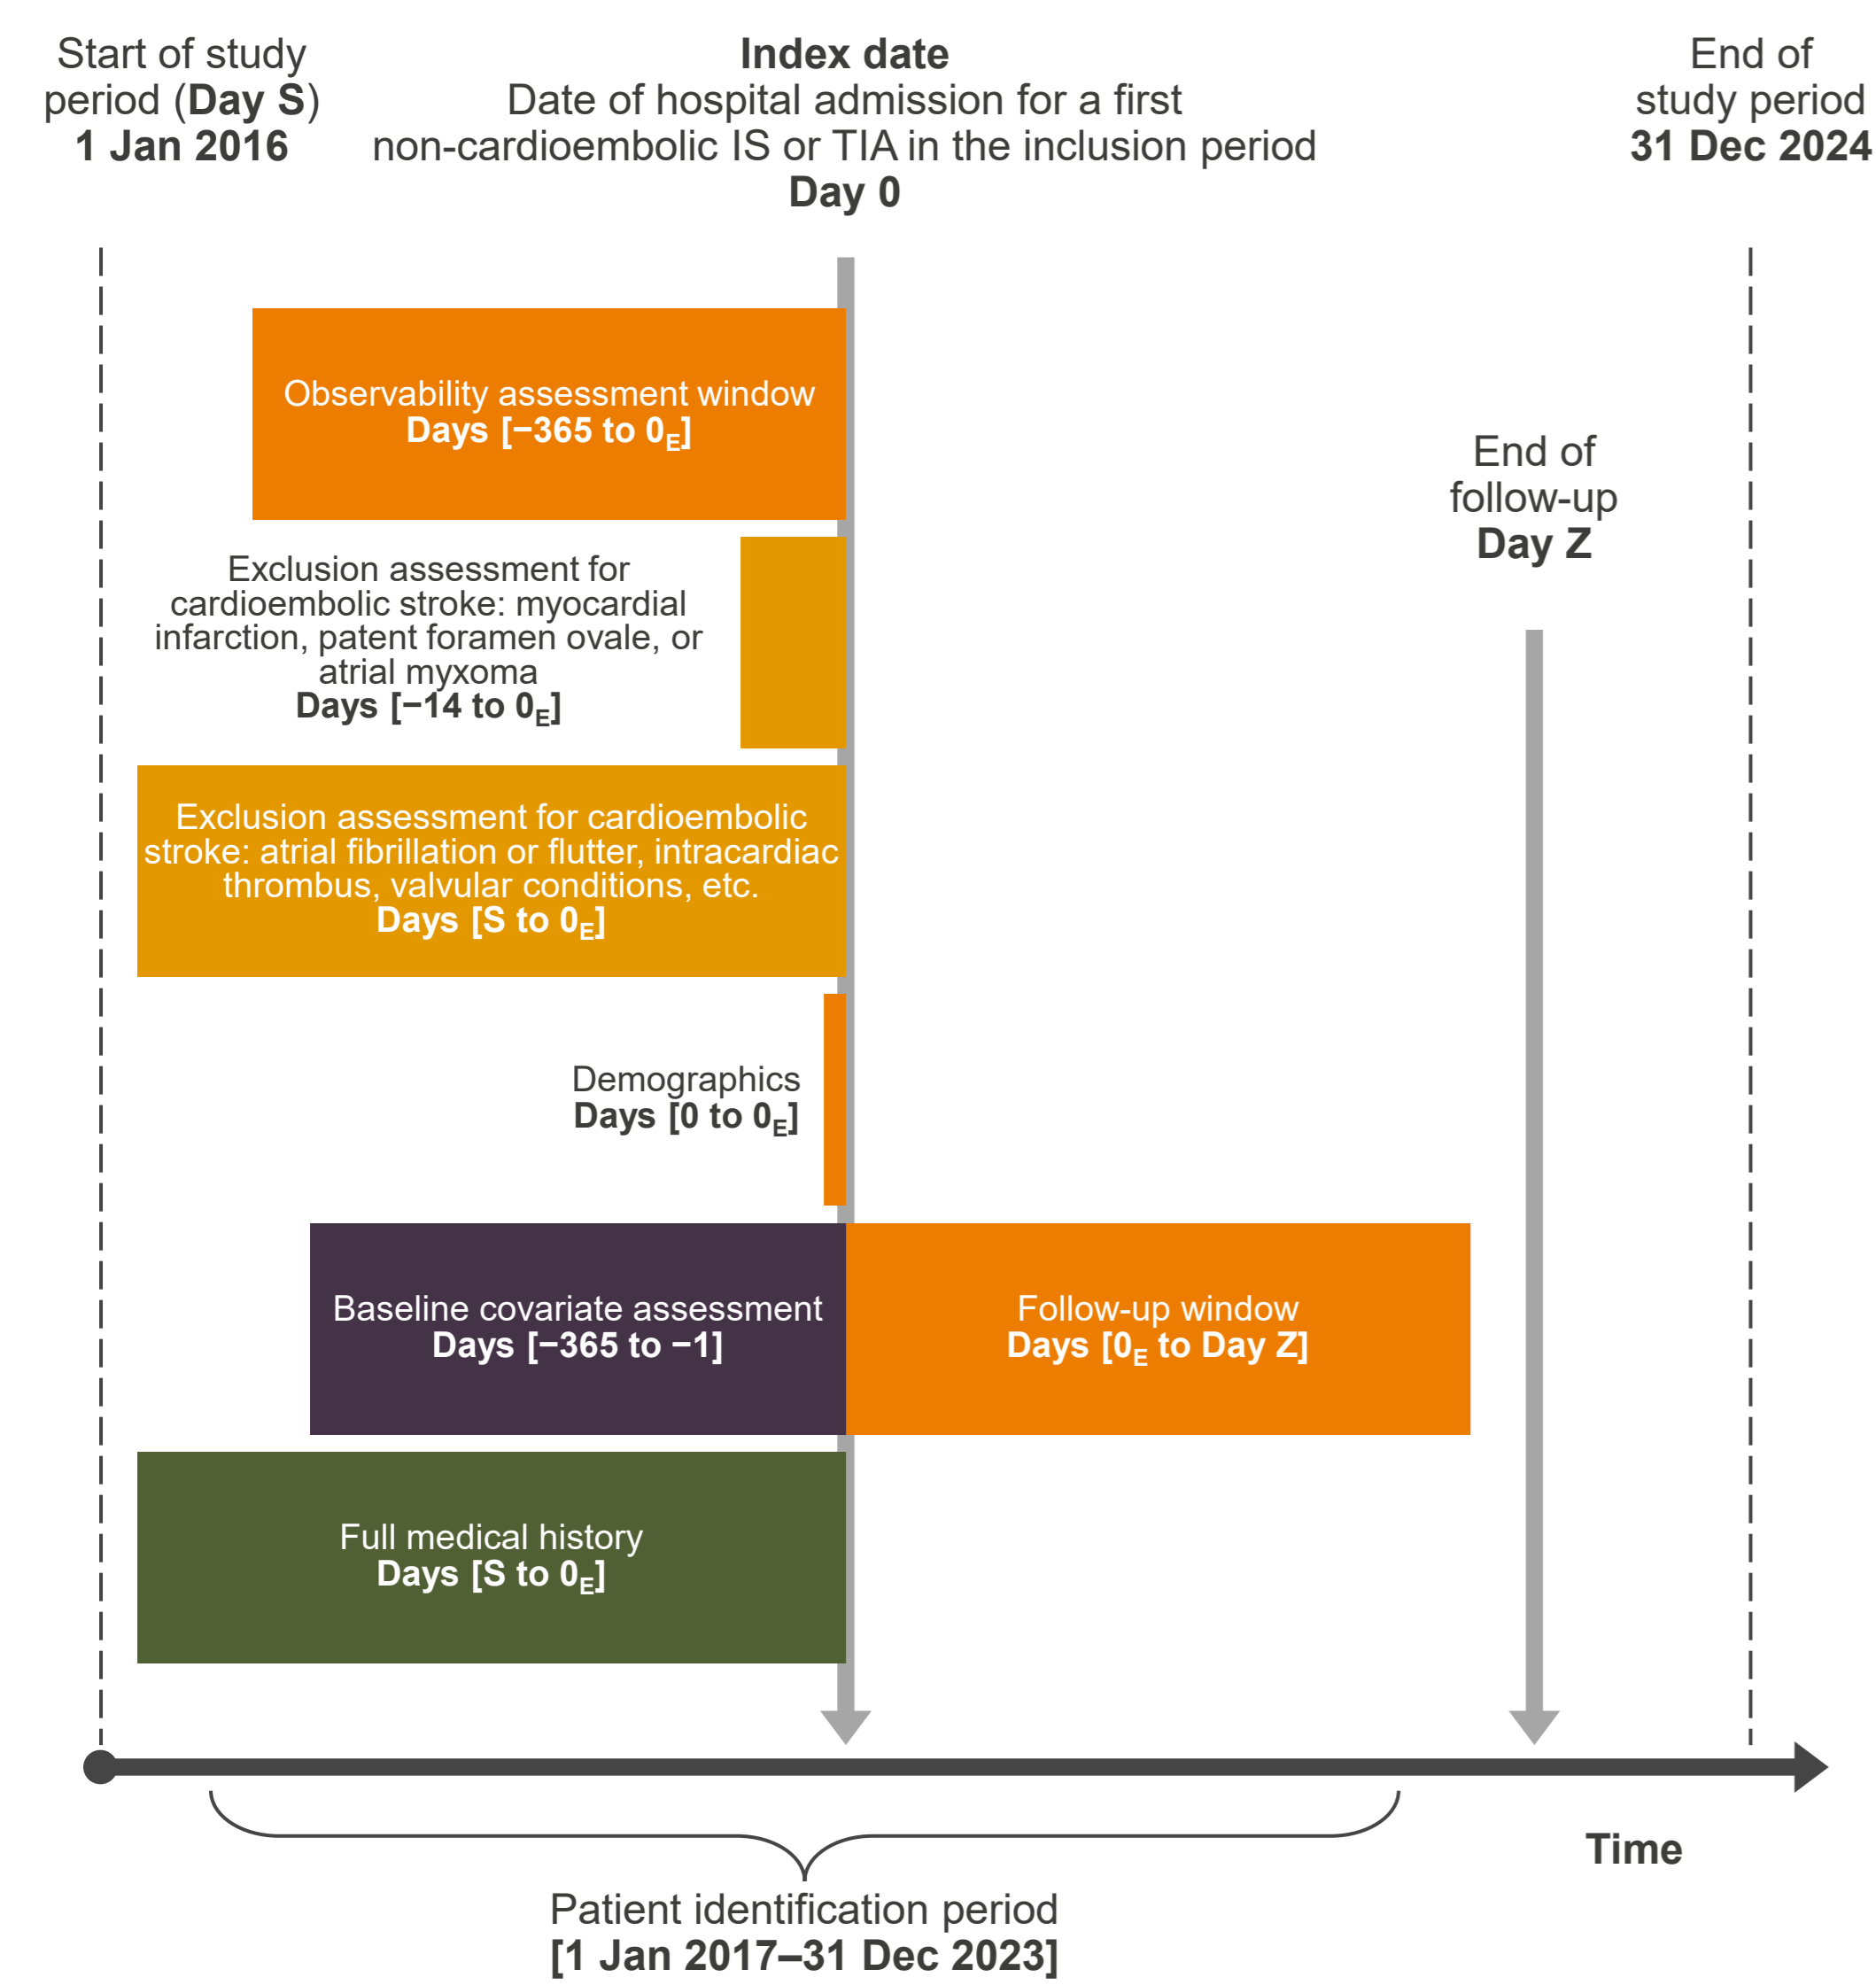 Start of study
period (Day S)
1 Jan 2016
Index date
Date of hospital admission for a first
non-cardioembolic IS or TIA in the inclusion period
Day 0
End of
study period
31 Dec 2024
Observability assessment window
Days [−365 to 0E]
End of
follow-up
Day Z
Exclusion assessment for
cardioembolic stroke: myocardial
infarction, patent foramen ovale, or
atrial myxoma
Days [−14 to 0E]
Exclusion assessment for cardioembolic
stroke: atrial fibrillation or flutter, intracardiac
thrombus, valvular conditions, etc.
Days [S to 0E]
Demographics
Days [0 to 0E]
Baseline covariate assessment
Days [−365 to −1]
Follow-up window
Days [0E to Day Z]
Full medical history
Days [S to 0E]
Time
Patient identification period
[1 Jan 2017–31 Dec 2023]